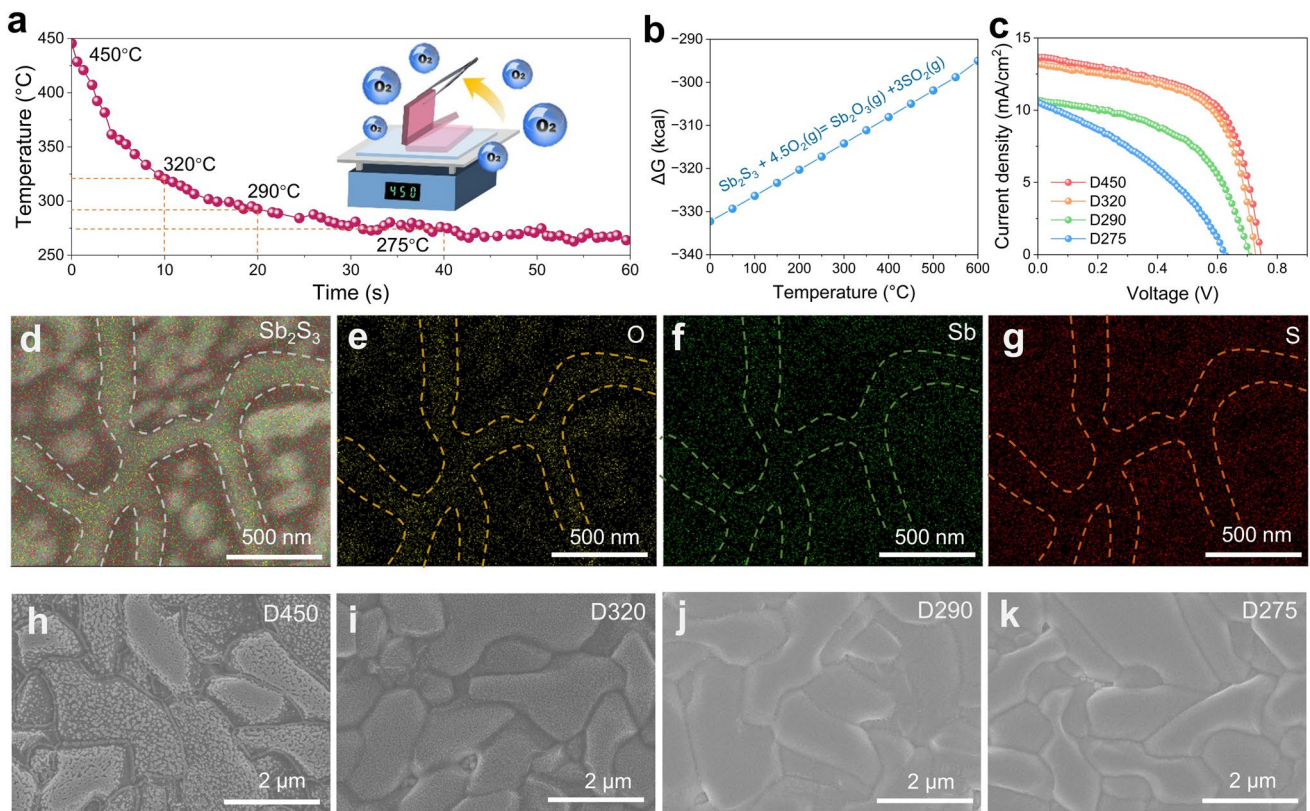 a
450
400
350
300
250
Temperature (°C)
0
10
20
30
40
50
60
Time (s)
450°C
320°C
290°C
275°C
O₂
O₂
O₂
O₂
O₂
O₂
450
b
−290
−300
−310
−320
−330
−340
ΔG (kcal)
0
100
200
300
400
500
600
Temperature (°C)
Sb₂S₃ + 4.5O₂(g)= Sb₂O₃(g) +3SO₂(g)
c
15
10
5
0
Current density (mA/cm²)
0.0
0.2
0.4
0.6
0.8
Voltage (V)
D450
D320
D290
D275
d
Sb₂S₃
500 nm
e
O
500 nm
f
Sb
500 nm
g
S
500 nm
h
D450
2 μm
i
D320
2 μm
j
D290
2 μm
k
D275
2 μm